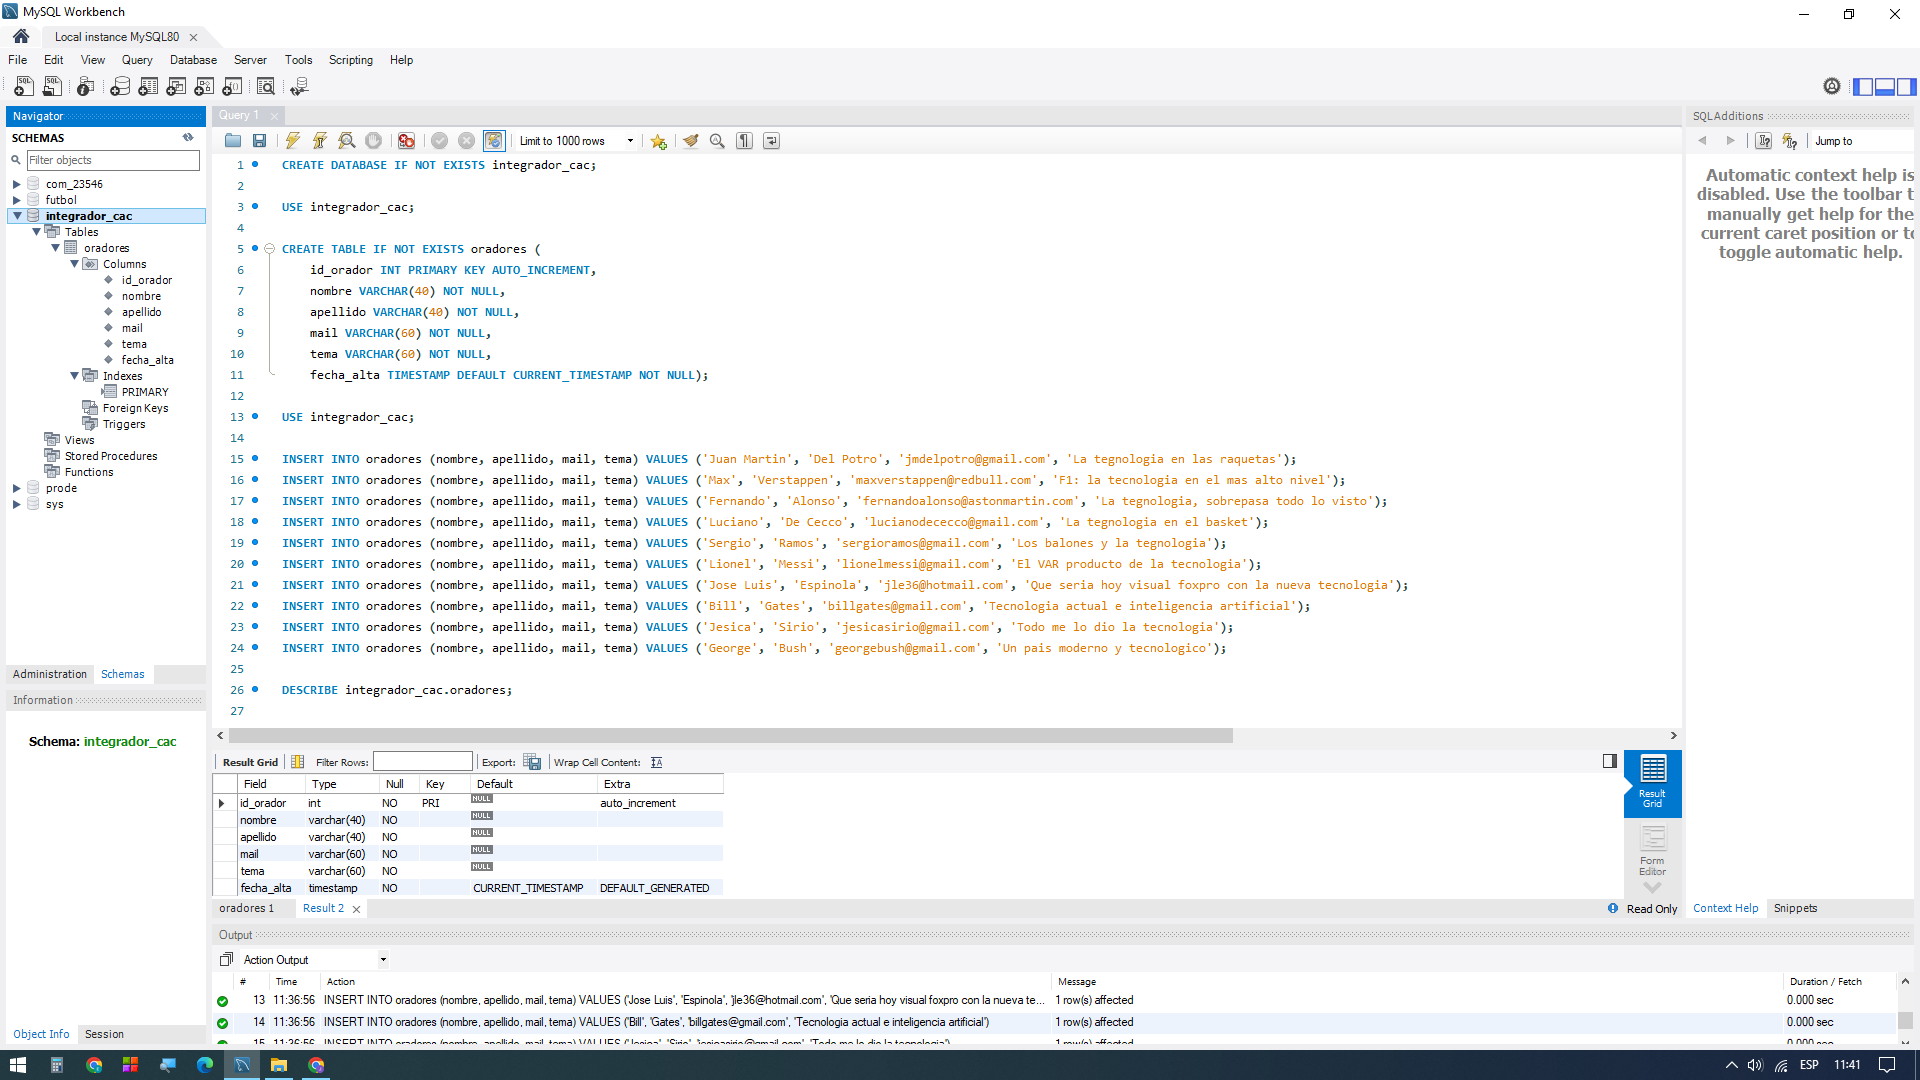 MySQL Workbench
Local instance MySQL80
File Edit View Query Database Server Tools Scripting Help
Navigator
SCHEMAS
Filter objects
com_23546
futbol
integrador_cac
Tables
oradores
Columns
id_orador
nombre
apellido
mail
tema
fecha_alta
Indexes
PRIMARY
Foreign Keys
Triggers
Views
Stored Procedures
Functions
prode
sys
Administration Schemas
Information
Schema: integrador_cac
Object Info Session
Query 1
Limit to 1000 rows
1 CREATE DATABASE IF NOT EXISTS integrador_cac;
2
3 USE integrador_cac;
4
5 CREATE TABLE IF NOT EXISTS oradores (
6 id_orador INT PRIMARY KEY AUTO_INCREMENT,
7 nombre VARCHAR(40) NOT NULL,
8 apellido VARCHAR(40) NOT NULL,
9 mail VARCHAR(60) NOT NULL,
10 tema VARCHAR(60) NOT NULL,
11 fecha_alta TIMESTAMP DEFAULT CURRENT_TIMESTAMP NOT NULL);
12
13 USE integrador_cac;
14
15 INSERT INTO oradores (nombre, apellido, mail, tema) VALUES ('Juan Martin', 'Del Potro', 'jmdelpotro@gmail.com', 'La tegnologia en las raquetas');
16 INSERT INTO oradores (nombre, apellido, mail, tema) VALUES ('Max', 'Verstappen', 'maxverstappen@redbull.com', 'F1: la tecnologia en el mas alto nivel');
17 INSERT INTO oradores (nombre, apellido, mail, tema) VALUES ('Fernando', 'Alonso', 'fernandoalonso@astonmartin.com', 'La tegnologia, sobrepasa todo lo visto');
18 INSERT INTO oradores (nombre, apellido, mail, tema) VALUES ('Luciano', 'De Cecco', 'lucianodececco@gmail.com', 'La tegnologia en el basket');
19 INSERT INTO oradores (nombre, apellido, mail, tema) VALUES ('Sergio', 'Ramos', 'sergioramos@gmail.com', 'Los balones y la tegnologia');
20 INSERT INTO oradores (nombre, apellido, mail, tema) VALUES ('Lionel', 'Messi', 'lionelmessi@gmail.com', 'El VAR producto de la tecnologia');
21 INSERT INTO oradores (nombre, apellido, mail, tema) VALUES ('Jose Luis', 'Espinola', 'jle36@hotmail.com', 'Que seria hoy visual foxpro con la nueva tecnologia');
22 INSERT INTO oradores (nombre, apellido, mail, tema) VALUES ('Bill', 'Gates', 'billgates@gmail.com', 'Tecnologia actual e inteligencia artificial');
23 INSERT INTO oradores (nombre, apellido, mail, tema) VALUES ('Jesica', 'Sirio', 'jesicasirio@gmail.com', 'Todo me lo dio la tecnologia');
24 INSERT INTO oradores (nombre, apellido, mail, tema) VALUES ('George', 'Bush', 'georgebush@gmail.com', 'Un pais moderno y tecnologico');
25
26 DESCRIBE integrador_cac.oradores;
27
Result Grid Filter Rows: Export: Wrap Cell Content:
Field Type Null Key Default Extra
id_orador int NO PRI NULL auto_increment
nombre varchar(40) NO NULL
apellido varchar(40) NO NULL
mail varchar(60) NO NULL
tema varchar(60) NO NULL
fecha_alta timestamp NO CURRENT_TIMESTAMP DEFAULT_GENERATED
Result Grid
Form Editor
oradores 1 Result 2 Read Only
SQLAdditions
Jump to
Automatic context help is
disabled. Use the toolbar t
manually get help for the
current caret position or to
toggle automatic help.
Context Help Snippets
Output
Action Output
# Time Action Message Duration / Fetch
13 11:36:56 INSERT INTO oradores (nombre, apellido, mail, tema) VALUES ('Jose Luis', 'Espinola', 'jle36@hotmail.com', 'Que seria hoy visual foxpro con la nueva te... 1 row(s) affected 0.000 sec
14 11:36:56 INSERT INTO oradores (nombre, apellido, mail, tema) VALUES ('Bill', 'Gates', 'billgates@gmail.com', 'Tecnologia actual e inteligencia artificial') 1 row(s) affected 0.000 sec
15 11:36:56 INSERT INTO oradores (nombre, apellido, mail, tema) VALUES ('Jesica', 'Sirio', 'jesicasirio@gmail.com', 'Todo me lo dio la tecnologia') 1 row(s) affected 0.000 sec
ESP 11:41